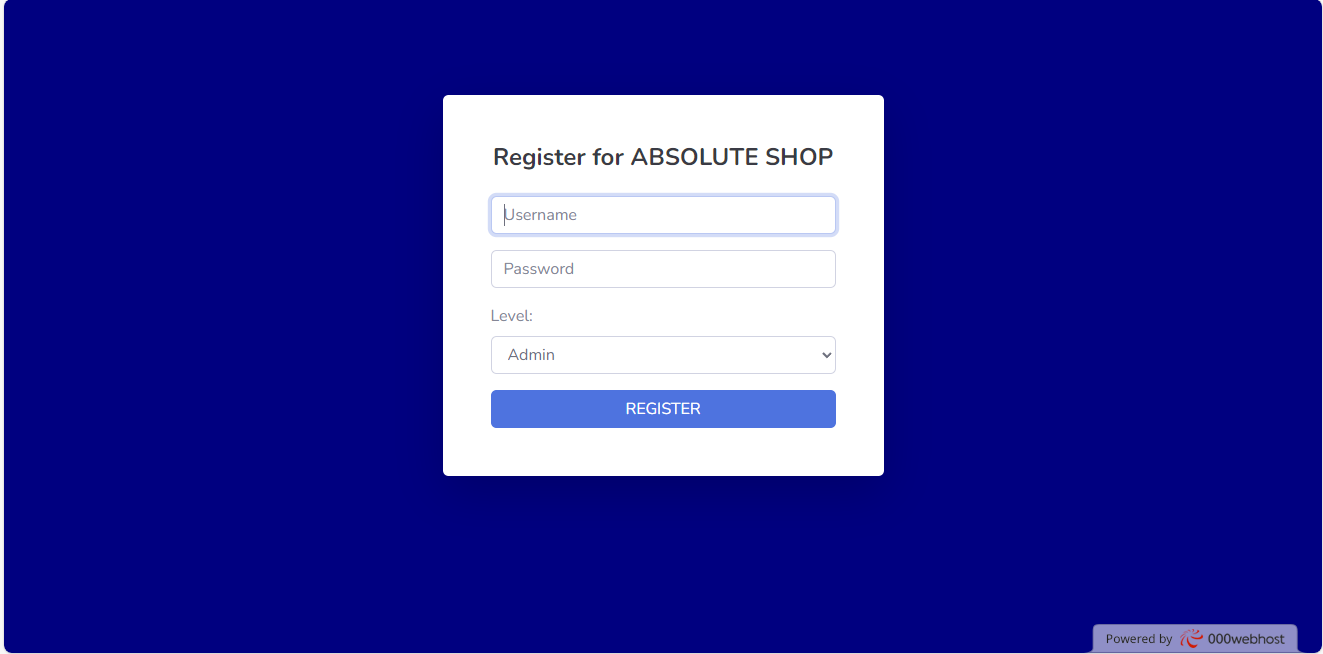 Register for ABSOLUTE SHOP
Username
Password
Level:
Admin
REGISTER
Powered by 000webhost